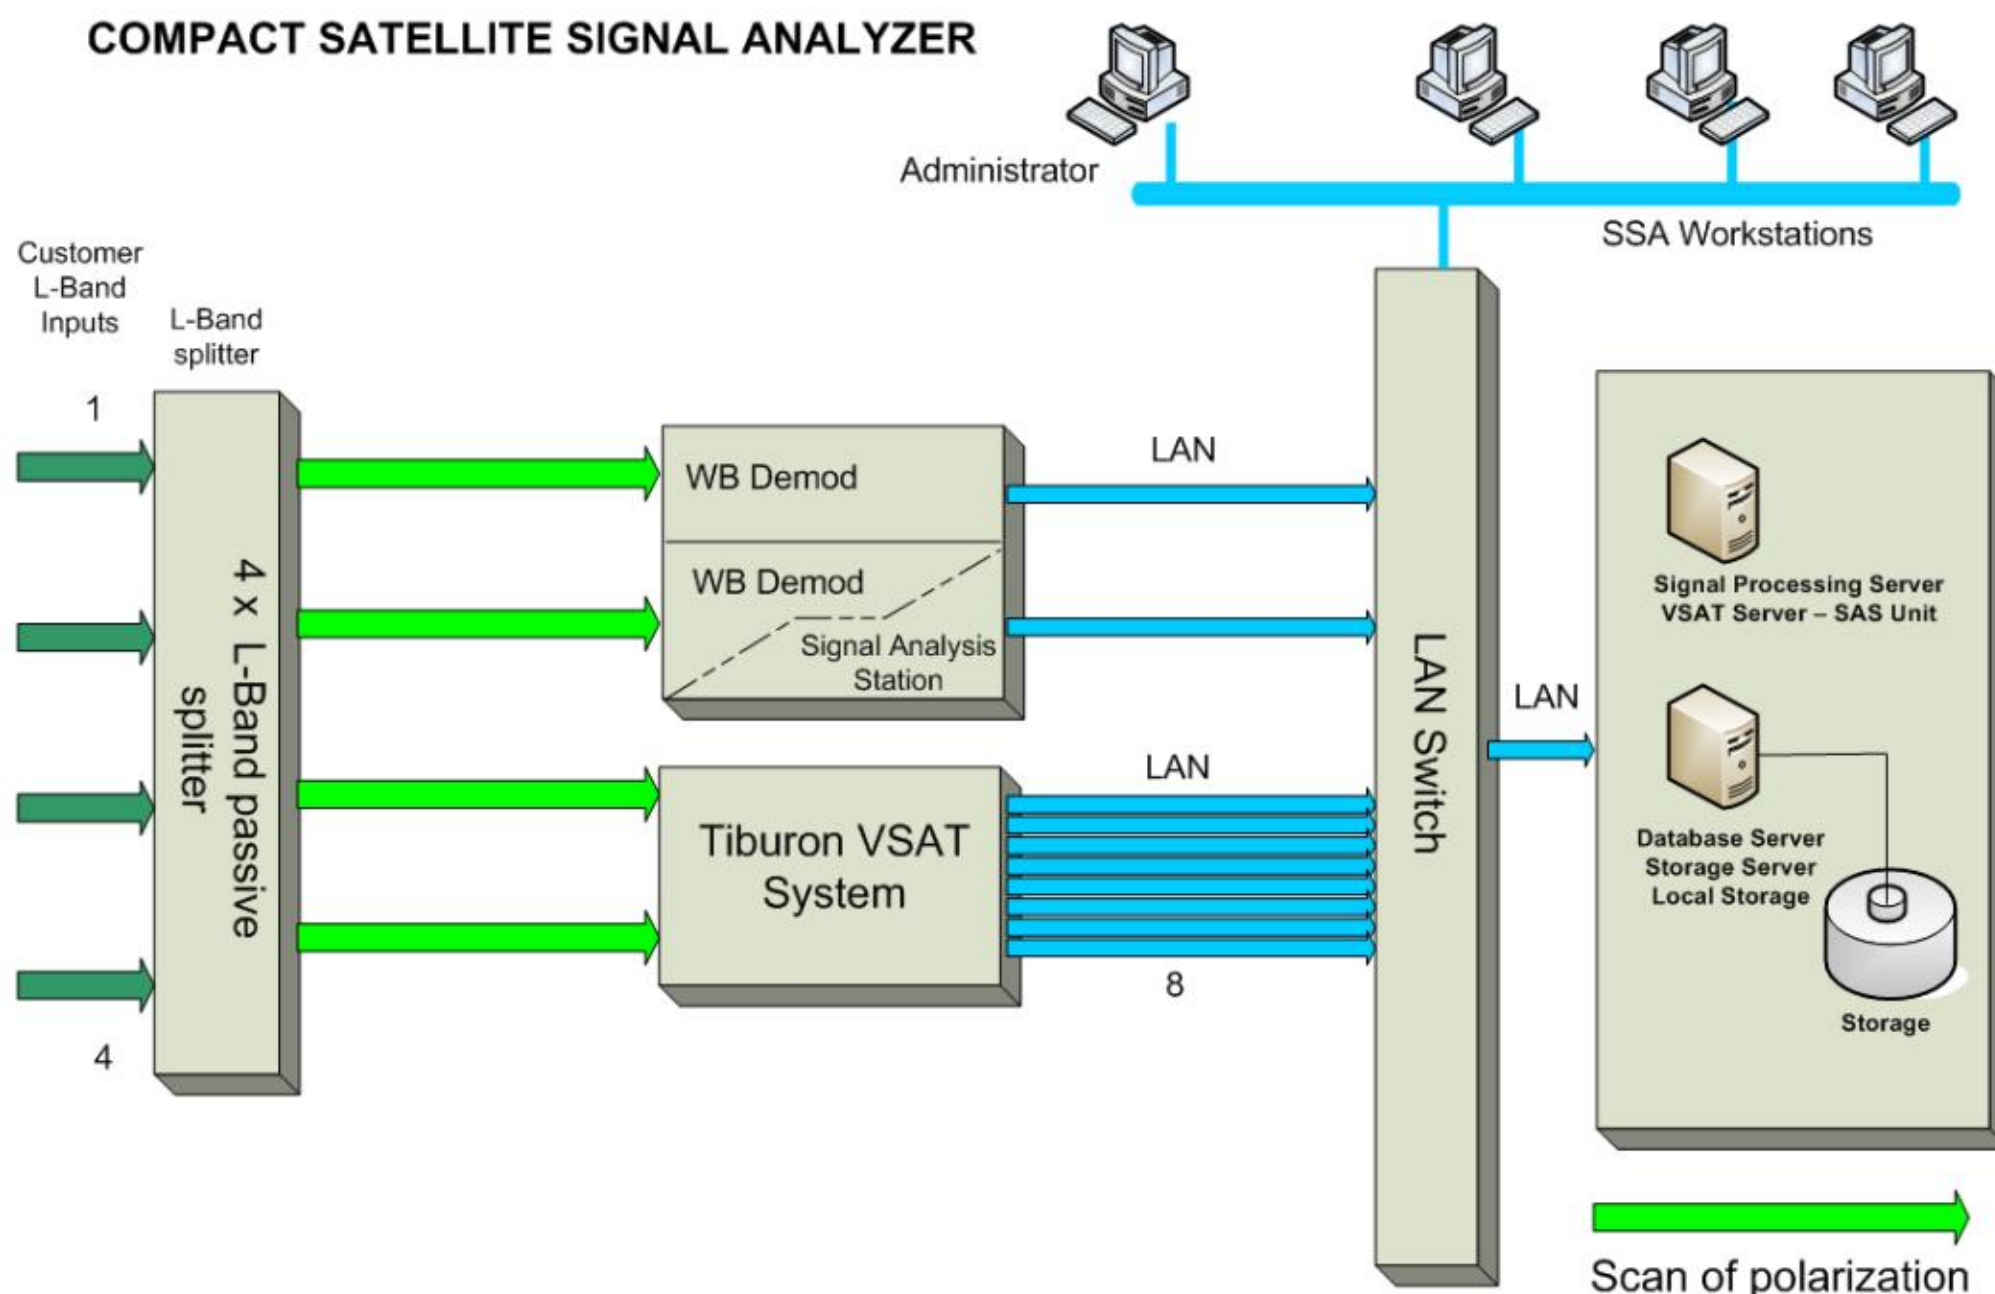 COMPACT SATELLITE SIGNAL ANALYZER
Administrator
SSA Workstations
Customer
L-Band
Inputs
L-Band
splitter
1
4
4 x L-Band passive
splitter
WB Demod
WB Demod
Signal Analysis
Station
Tiburon VSAT
System
LAN
LAN
8
LAN Switch
LAN
Signal Processing Server
VSAT Server – SAS Unit
Database Server
Storage Server
Local Storage
Storage
Scan of polarization